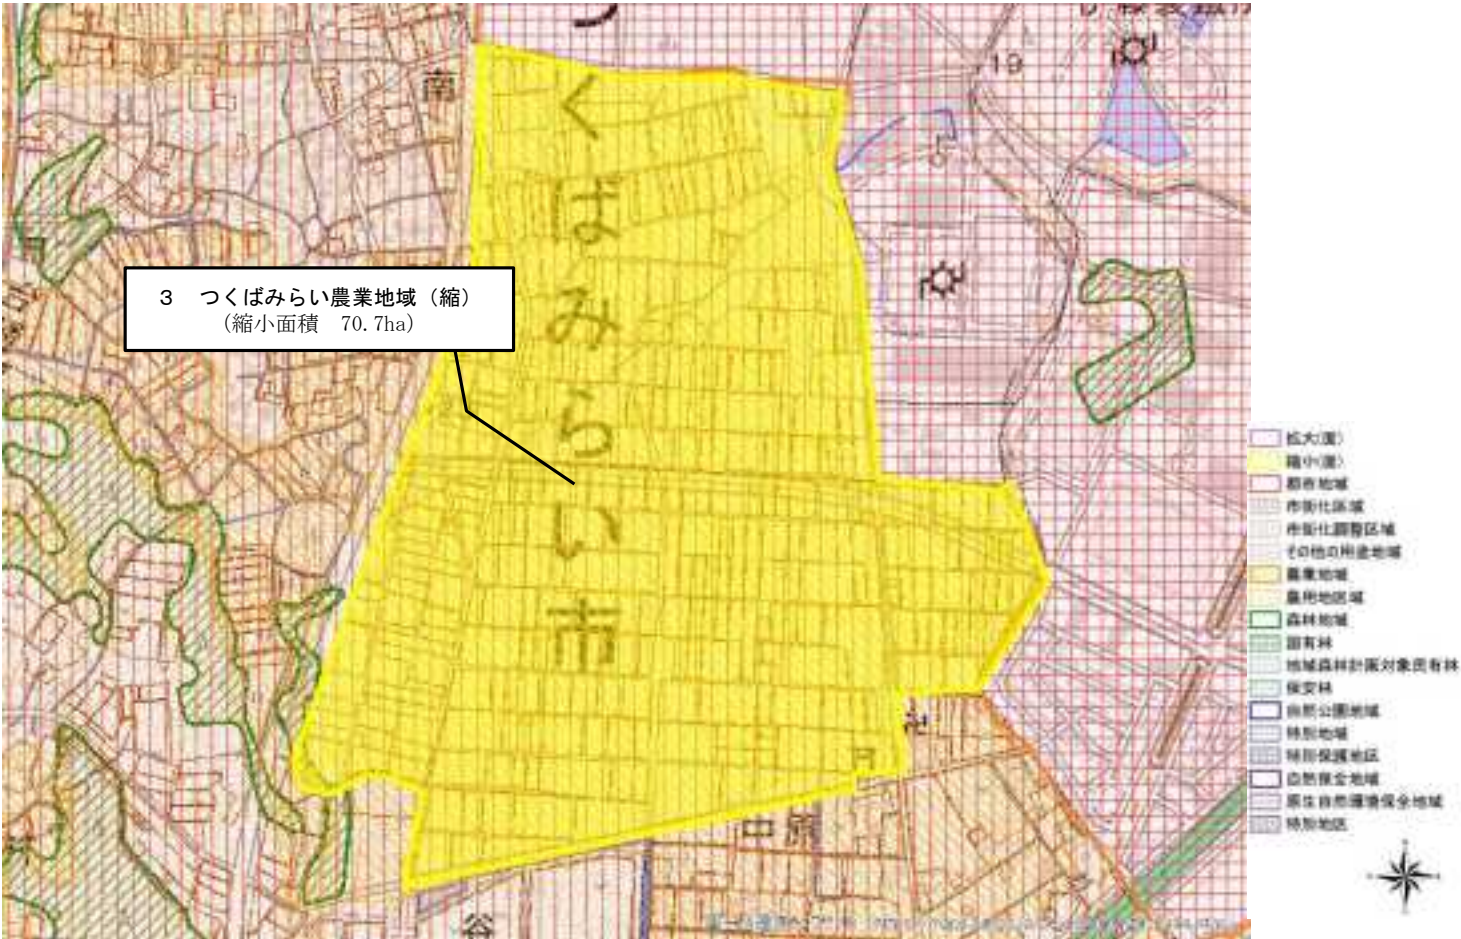 南
19
くばみらい市
3 つくばみらい農業地域（縮）
（縮小面積 70.7ha）
中原
谷
拡大(面)
縮小(面)
都市地域
市街化区域
市街化調整区域
その他の用途地域
農業地域
農用地区域
森林地域
国有林
地域森林計画対象民有林
保安林
自然公園地域
特別地域
特別保護地区
自然保全地域
原生自然環境保全地域
特別地区